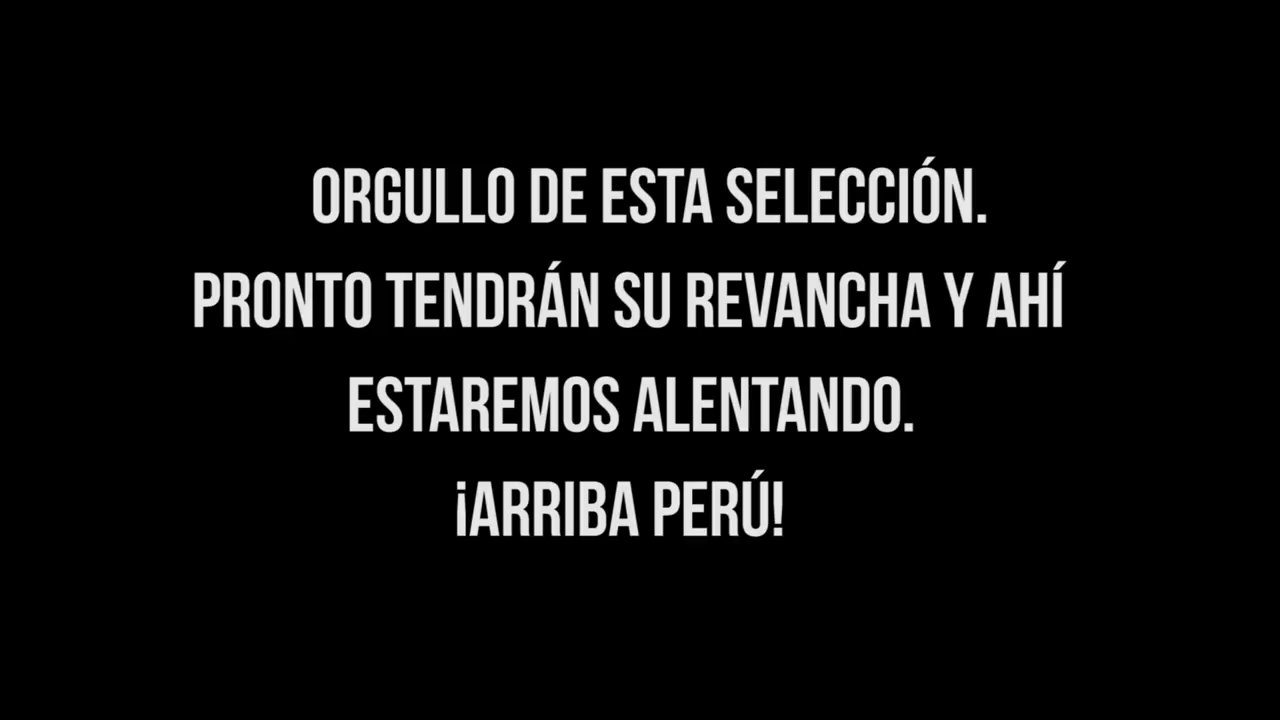 ORGULLO DE ESTA SELECCIÓN.
PRONTO TENDRÁN SU REVANCHA Y AHÍ
ESTAREMOS ALENTANDO.
¡ARRIBA PERÚ!